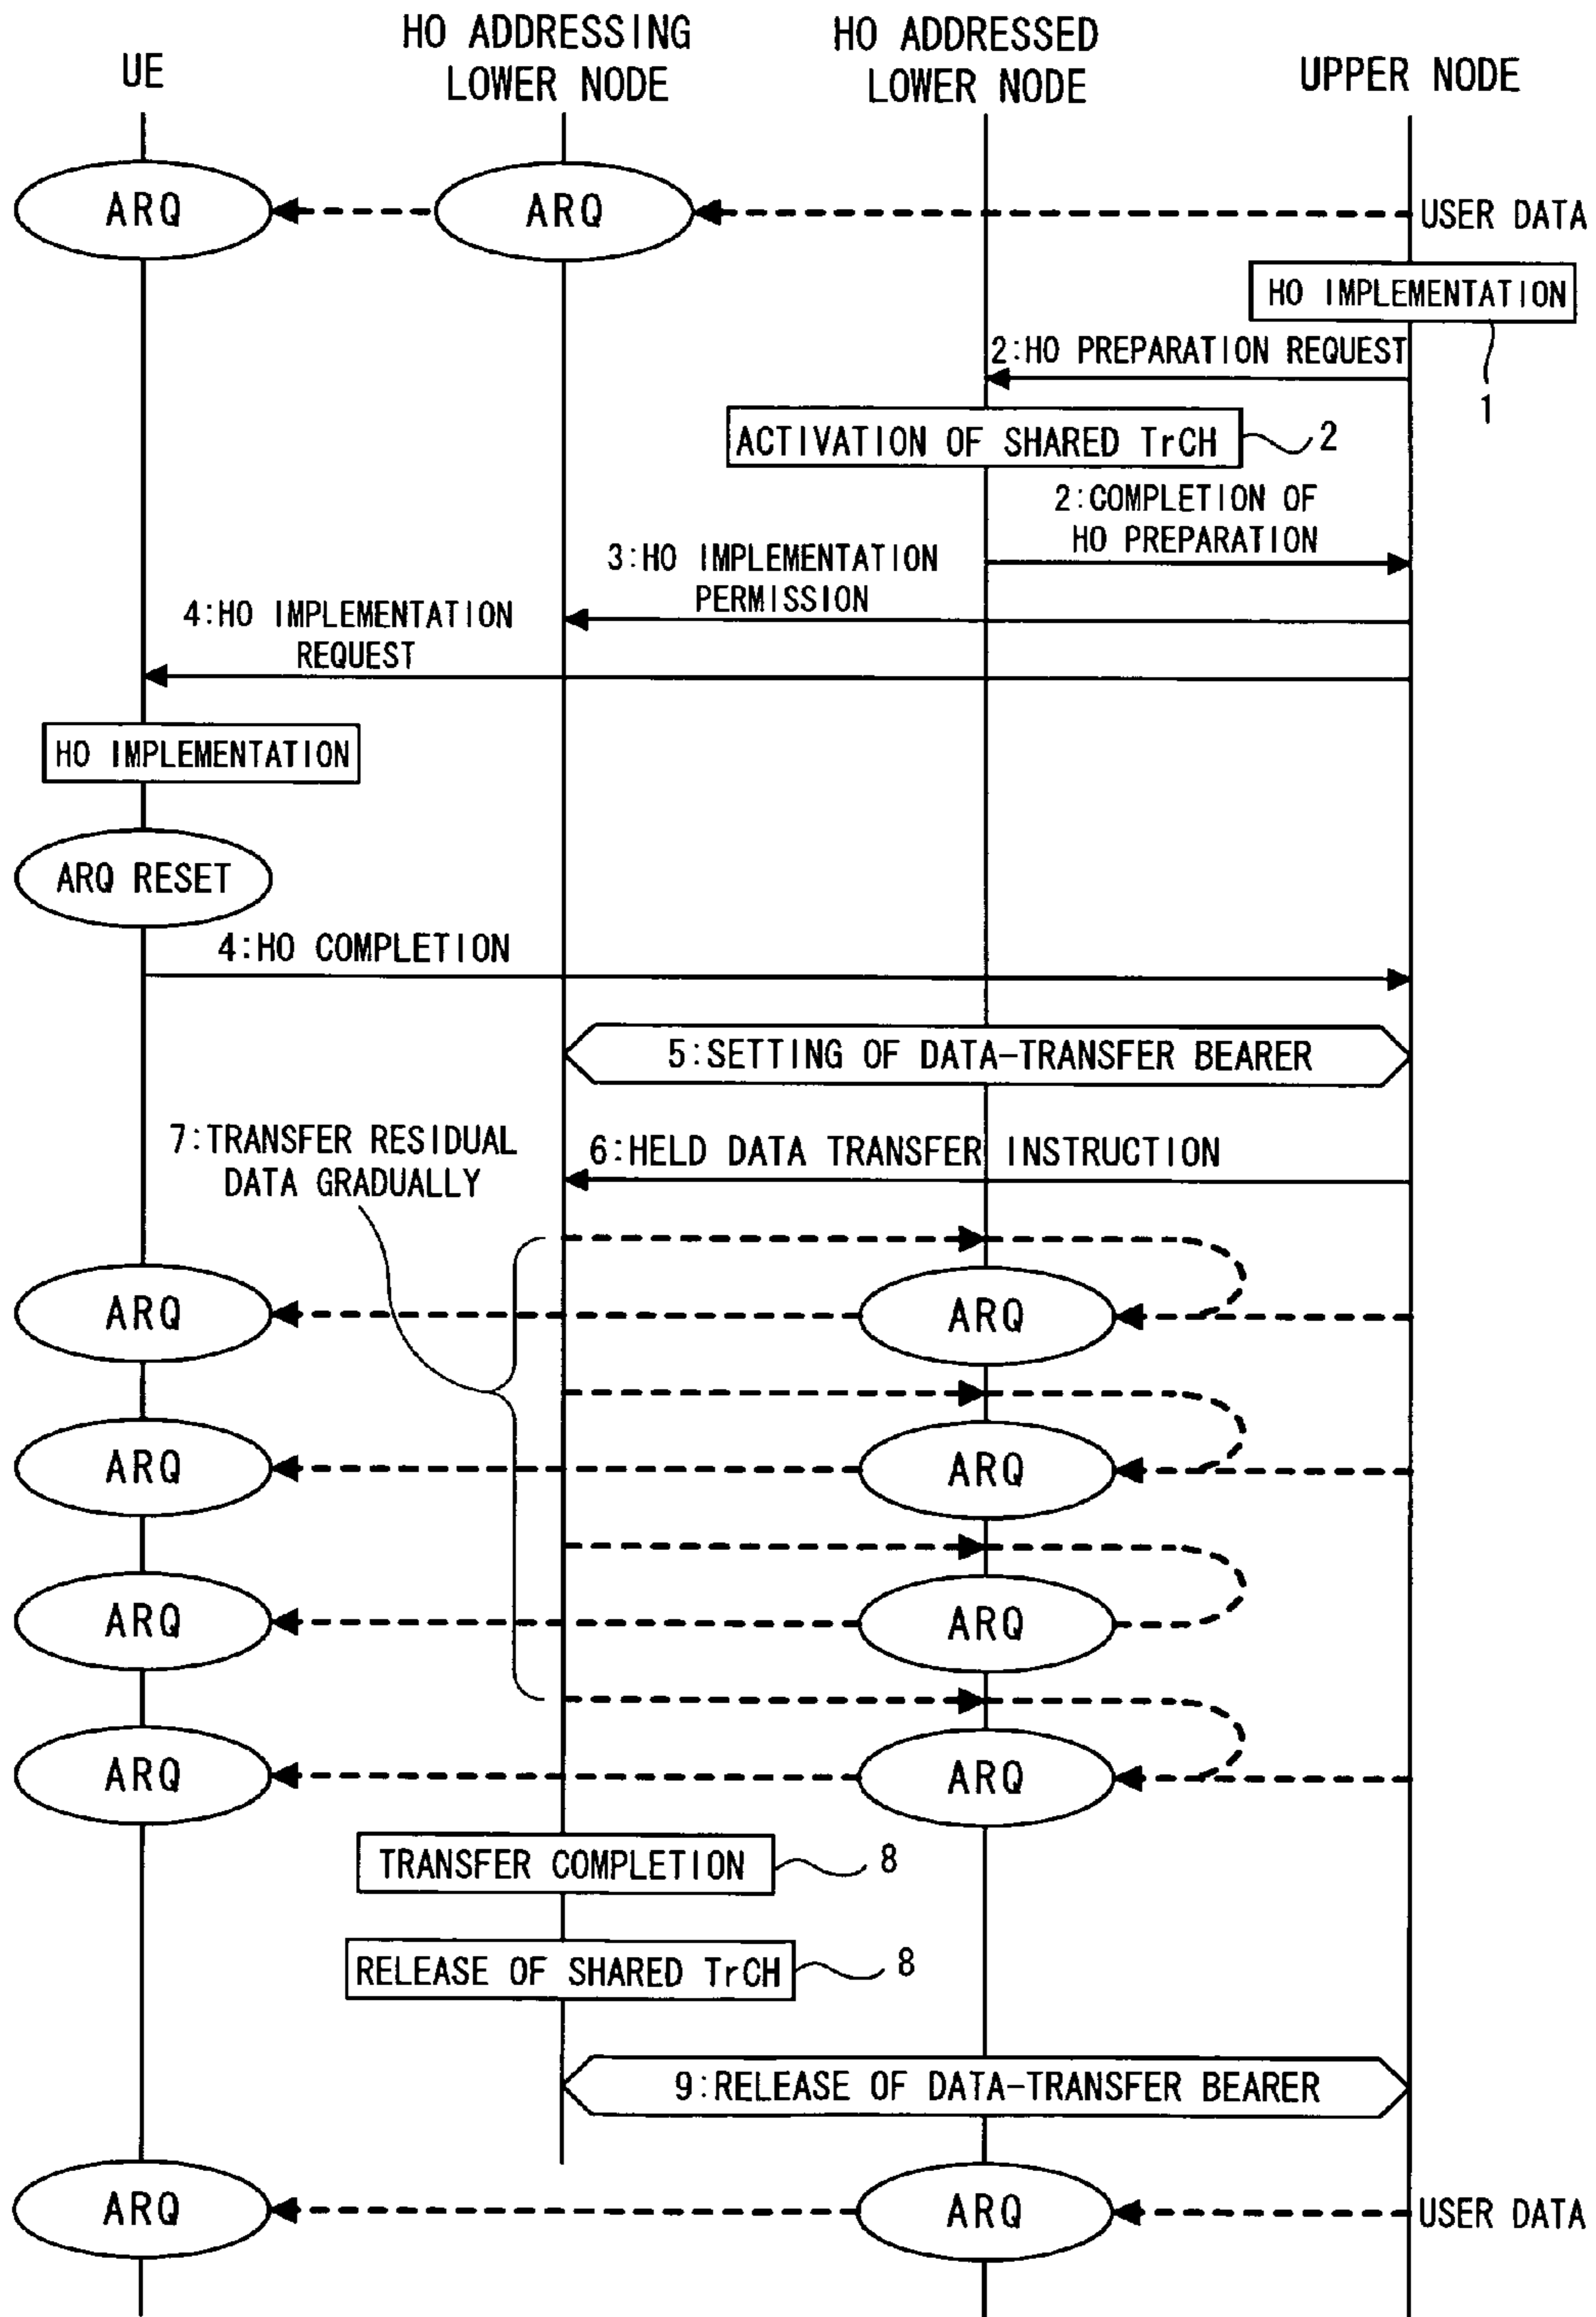 UE
HO ADDRESSING
LOWER NODE
HO ADDRESSED
LOWER NODE
UPPER NODE
ARQ
ARQ
USER DATA
HO IMPLEMENTATION
1
2:HO PREPARATION REQUEST
ACTIVATION OF SHARED TrCH
2
2:COMPLETION OF
HO PREPARATION
3:HO IMPLEMENTATION
PERMISSION
4:HO IMPLEMENTATION
REQUEST
HO IMPLEMENTATION
ARQ RESET
4:HO COMPLETION
5:SETTING OF DATA-TRANSFER BEARER
7:TRANSFER RESIDUAL
DATA GRADUALLY
6:HELD DATA TRANSFER INSTRUCTION
ARQ
ARQ
ARQ
ARQ
ARQ
ARQ
ARQ
ARQ
TRANSFER COMPLETION
8
RELEASE OF SHARED TrCH
8
9:RELEASE OF DATA-TRANSFER BEARER
ARQ
ARQ
USER DATA